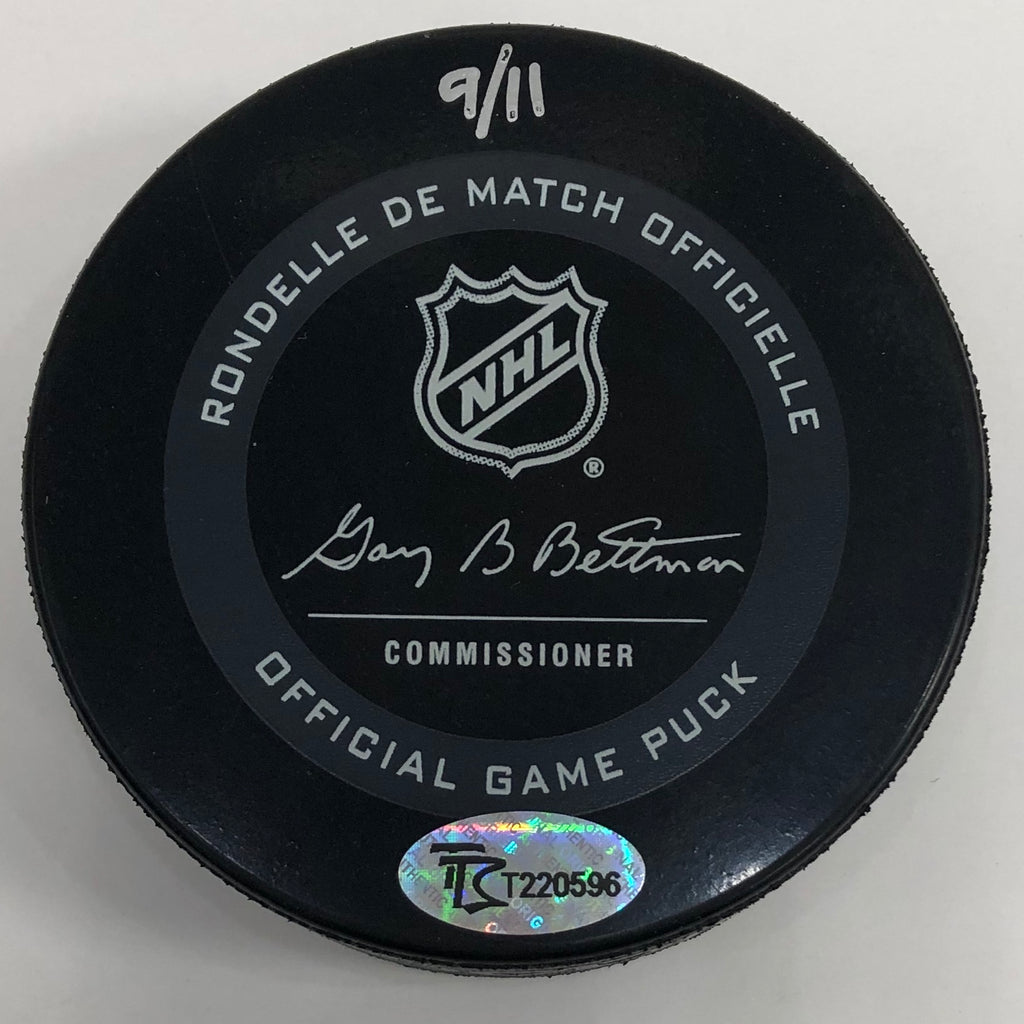 9/11
RONDELLE DE MATCH OFFICIELLE
NHL
®
Gary B Bettman
COMMISSIONER
OFFICIAL GAME PUCK
T220596